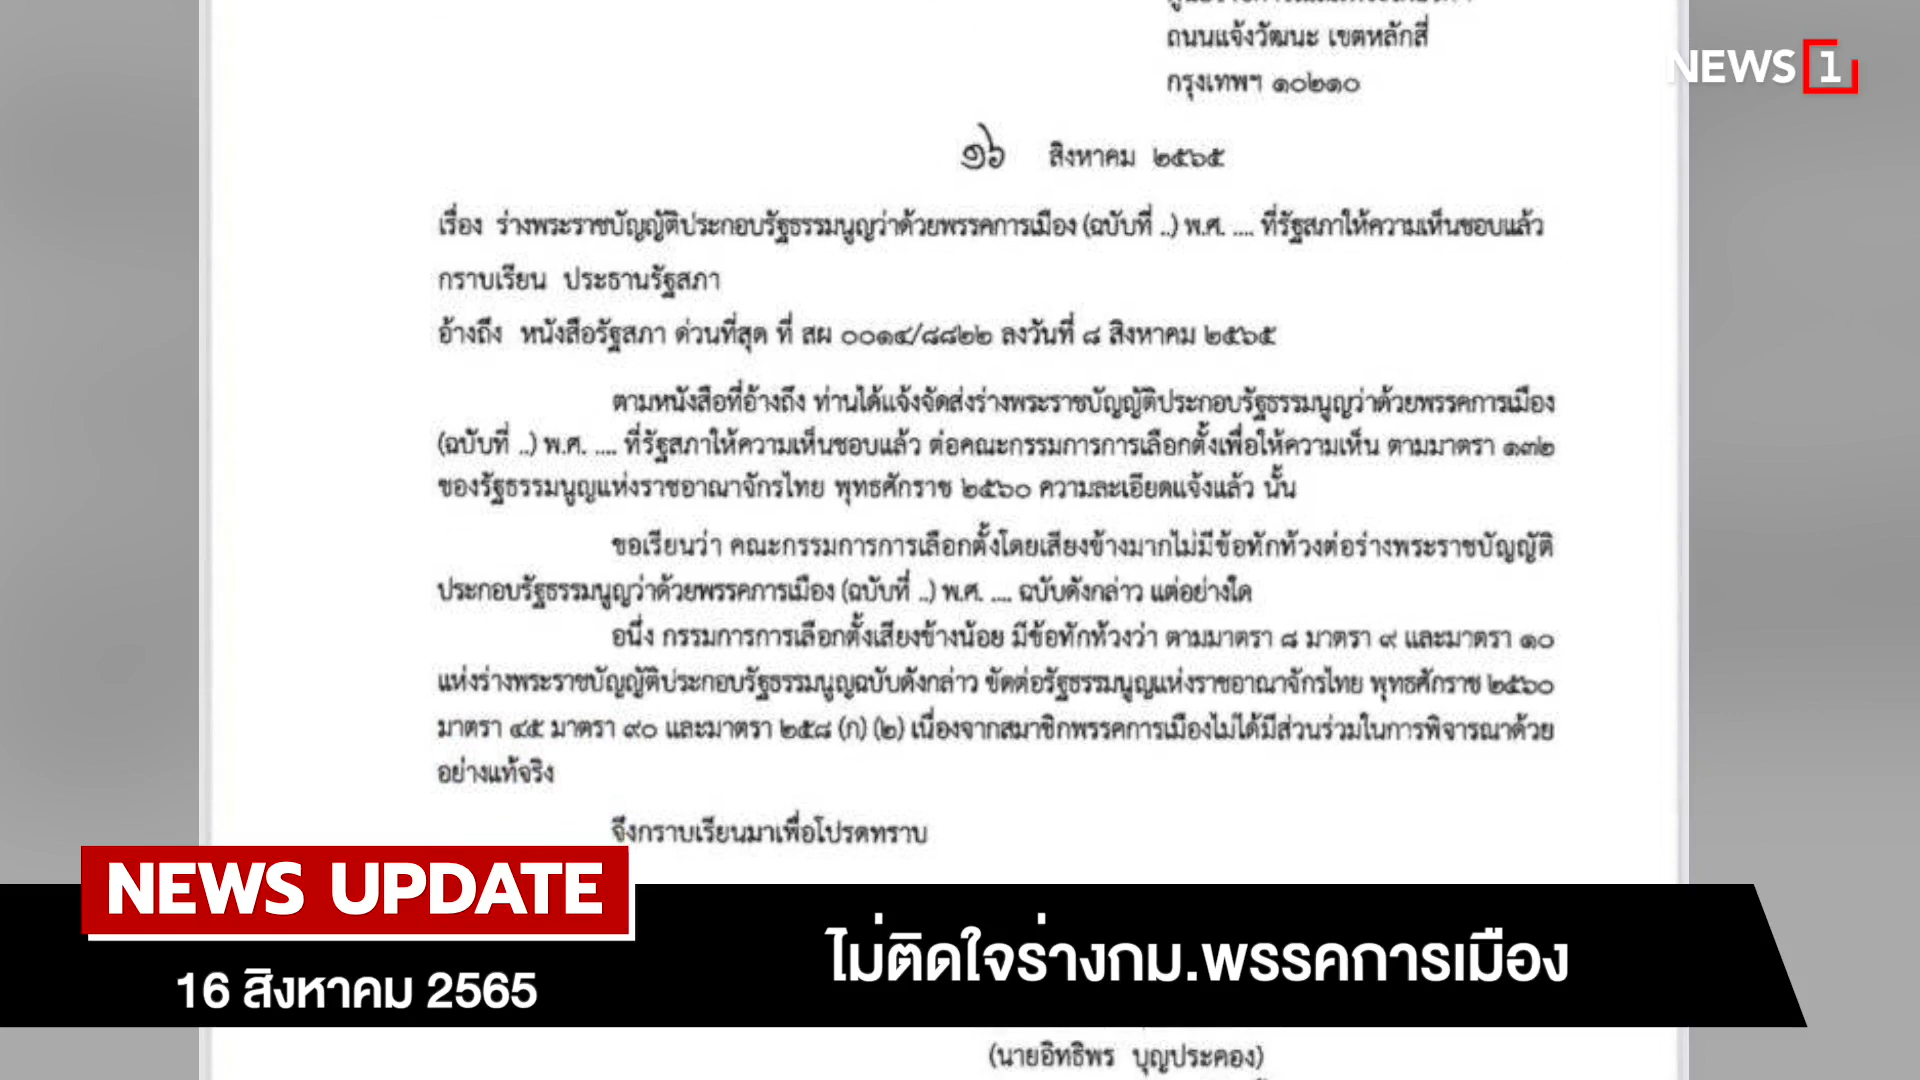 ถนนแจ้งวัฒนะ เขตหลักสี่
กรุงเทพฯ ๑๐๒๑๐
NEWS 1
๑๖ สิงหาคม ๒๕๖๕
เรื่อง ร่างพระราชบัญญัติประกอบรัฐธรรมนูญว่าด้วยพรรคการเมือง (ฉบับที่ ..) พ.ศ. .... ที่รัฐสภาให้ความเห็นชอบแล้ว
กราบเรียน ประธานรัฐสภา
อ้างถึง หนังสือรัฐสภา ด่วนที่สุด ที่ สผ ๐๐๑๔/๘๘๒๒ ลงวันที่ ๘ สิงหาคม ๒๕๖๕
ตามหนังสือที่อ้างถึง ท่านได้แจ้งจัดส่งร่างพระราชบัญญัติประกอบรัฐธรรมนูญว่าด้วยพรรคการเมือง
(ฉบับที่ ..) พ.ศ. .... ที่รัฐสภาให้ความเห็นชอบแล้ว ต่อคณะกรรมการการเลือกตั้งเพื่อให้ความเห็น ตามมาตรา ๑๓๒
ของรัฐธรรมนูญแห่งราชอาณาจักรไทย พุทธศักราช ๒๕๖๐ ความละเอียดแจ้งแล้ว นั้น
ขอเรียนว่า คณะกรรมการการเลือกตั้งโดยเสียงข้างมากไม่มีข้อทักท้วงต่อร่างพระราชบัญญัติ
ประกอบรัฐธรรมนูญว่าด้วยพรรคการเมือง (ฉบับที่ ..) พ.ศ. .... ฉบับดังกล่าว แต่อย่างใด
อนึ่ง กรรมการการเลือกตั้งเสียงข้างน้อย มีข้อทักท้วงว่า ตามมาตรา ๘ มาตรา ๙ และมาตรา ๑๐
แห่งร่างพระราชบัญญัติประกอบรัฐธรรมนูญฉบับดังกล่าว ขัดต่อรัฐธรรมนูญแห่งราชอาณาจักรไทย พุทธศักราช ๒๕๖๐
มาตรา ๔๕ มาตรา ๙๐ และมาตรา ๒๕๘ (ก) (๒) เนื่องจากสมาชิกพรรคการเมืองไม่ได้มีส่วนร่วมในการพิจารณาด้วย
อย่างแท้จริง
จึงกราบเรียนมาเพื่อโปรดทราบ
NEWS UPDATE
16 สิงหาคม 2565
ไม่ติดใจร่างกม.พรรคการเมือง
(นายอิทธิพร บุญประคอง)